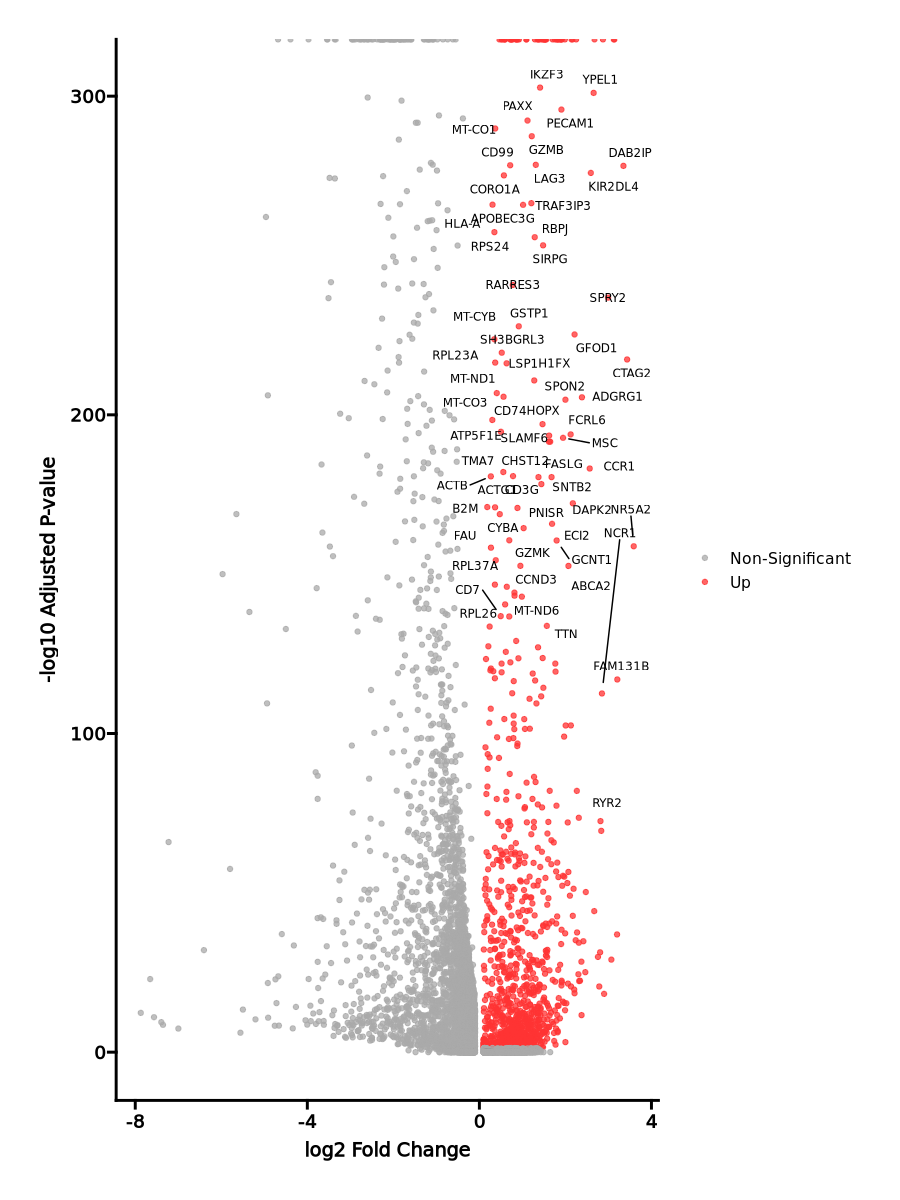 IKZF3
YPEL1
PAXX
PECAM1
MT-CO1
CD99
GZMB
DAB2IP
LAG3
KIR2DL4
CORO1A
TRAF3IP3
APOBEC3G
HLA-A
RBPJ
RPS24
SIRPG
RARRES3
SPRY2
MT-CYB
GSTP1
SH3BGRL3
GFOD1
RPL23A
LSP1H1FX
CTAG2
MT-ND1
SPON2
ADGRG1
MT-CO3
CD74HOPX
FCRL6
ATP5F1E
SLAMF6
MSC
TMA7
CHST12
FASLG
CCR1
ACTB
ACTG1
CD3G
SNTB2
B2M
PNISR
DAPK2
NR5A2
FAU
CYBA
ECI2
NCR1
GZMK
GCNT1
RPL37A
CCND3
ABCA2
CD7
RPL26
MT-ND6
TTN
FAM131B
RYR2
300
200
100
0
-8
-4
0
4
log2 Fold Change
-log10 Adjusted P-value
Non-Significant
Up